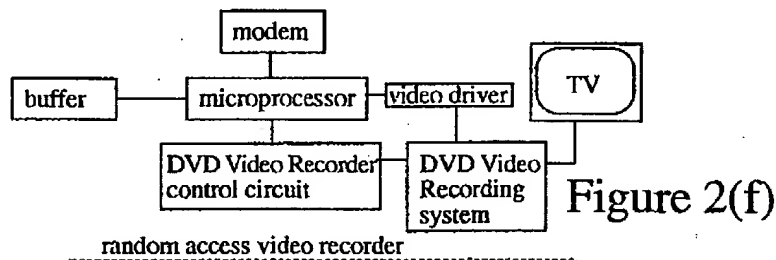 modem
buffer
microprocessor
video driver
TV
DVD Video Recorder
control circuit
DVD Video
Recording
system
Figure 2(f)
random access video recorder